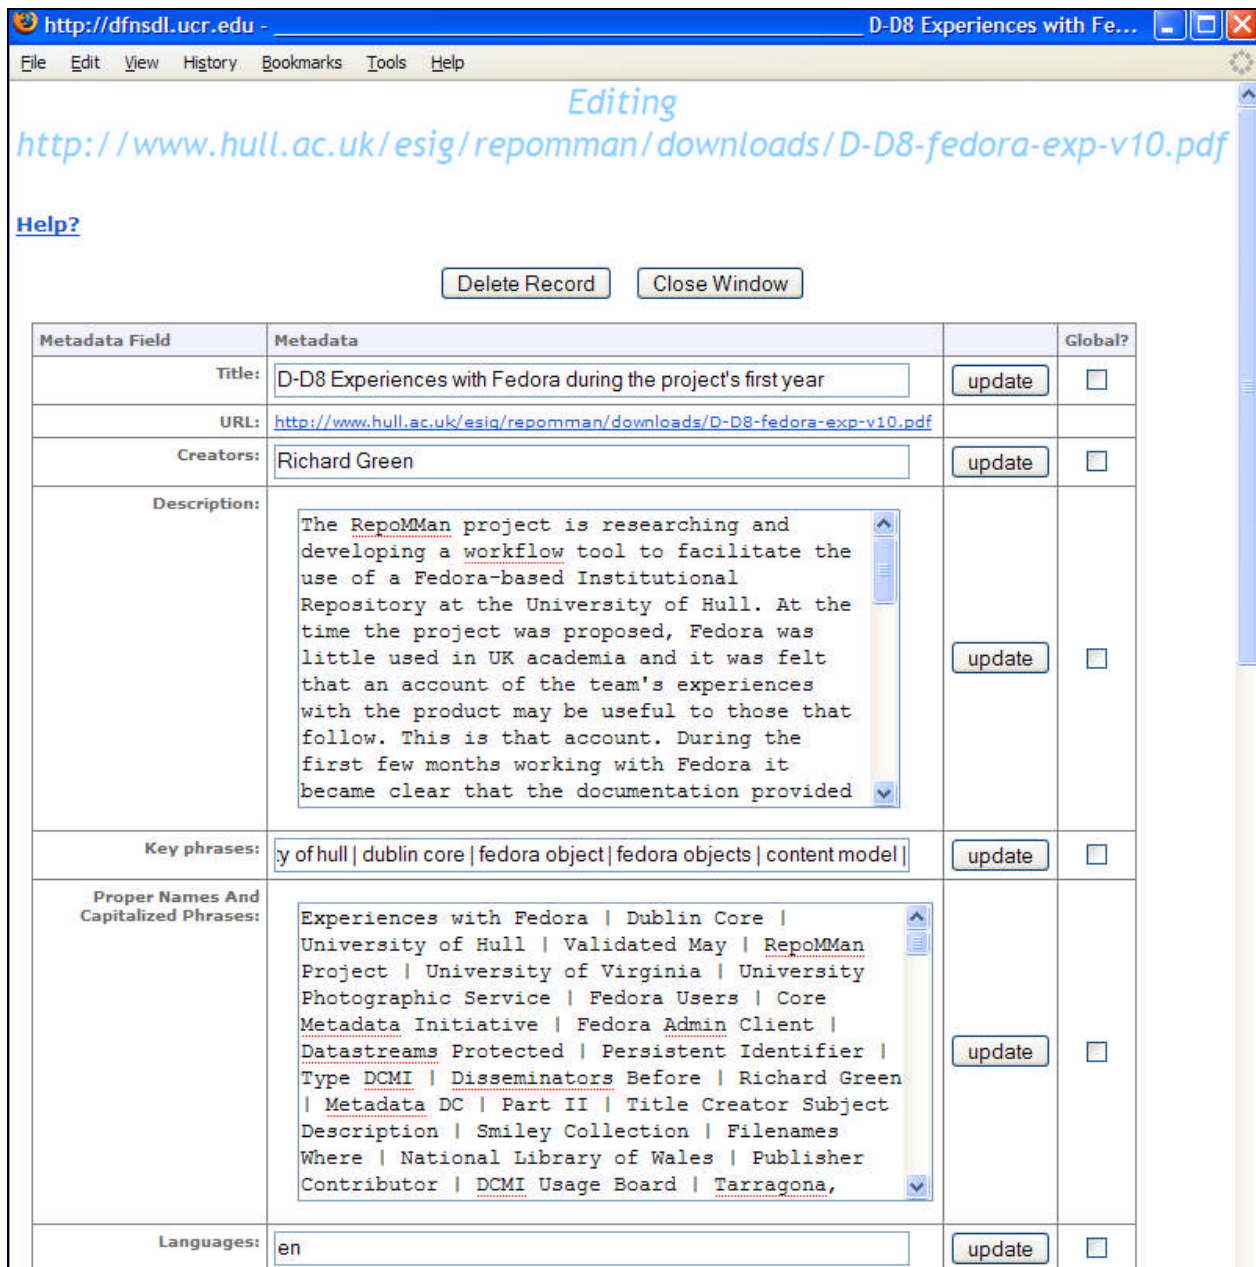 http://dfnsdl.ucr.edu - D-D8 Experiences with Fe...
File Edit View History Bookmarks Tools Help
Editing
http://www.hull.ac.uk/esig/repomman/downloads/D-D8-fedora-exp-v10.pdf
Help?
Delete Record Close Window
Metadata Field Metadata Global?
Title: D-D8 Experiences with Fedora during the project's first year update
URL: http://www.hull.ac.uk/esig/repomman/downloads/D-D8-fedora-exp-v10.pdf
Creators: Richard Green update
Description:
The RepoMMan project is researching and
developing a workflow tool to facilitate the
use of a Fedora-based Institutional
Repository at the University of Hull. At the
time the project was proposed, Fedora was
little used in UK academia and it was felt
that an account of the team's experiences
with the product may be useful to those that
follow. This is that account. During the
first few months working with Fedora it
became clear that the documentation provided
update
Key phrases: y of hull | dublin core | fedora object | fedora objects | content model | update
Proper Names And
Capitalized Phrases:
Experiences with Fedora | Dublin Core |
University of Hull | Validated May | RepoMMan
Project | University of Virginia | University
Photographic Service | Fedora Users | Core
Metadata Initiative | Fedora Admin Client |
Datastreams Protected | Persistent Identifier |
Type DCMI | Disseminators Before | Richard Green
| Metadata DC | Part II | Title Creator Subject
Description | Smiley Collection | Filenames
Where | National Library of Wales | Publisher
Contributor | DCMI Usage Board | Tarragona,
update
Languages: en update